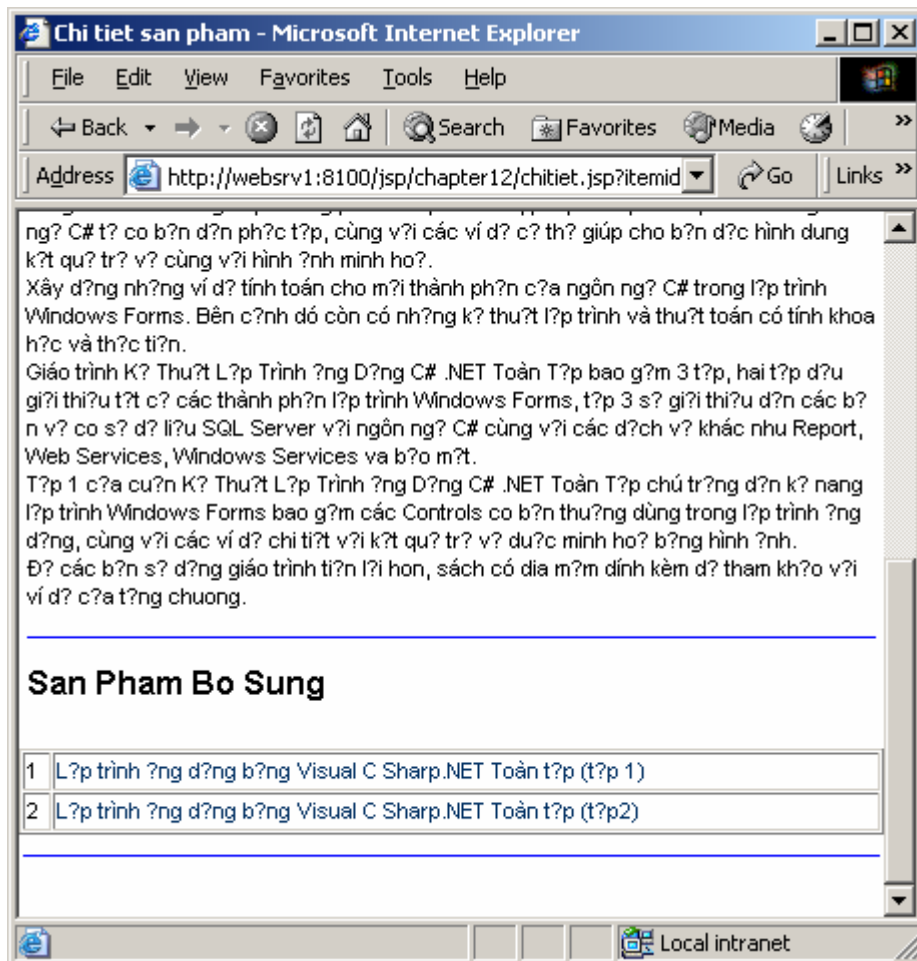 Chi tiet san pham - Microsoft Internet Explorer
File Edit View Favorites Tools Help
Back Search Favorites Media »
Address http://websrv1:8100/jsp/chapter12/chitiet.jsp?itemid Go Links »
ng? C# t? co b?n d?n ph?c t?p, cùng v?i các ví d? c? th? giúp cho b?n d?c hình dung
k?t qu? tr? v? cùng v?i hình ?nh minh ho?.
Xây d?ng nh?ng ví d? tính toán cho m?i thành ph?n c?a ngôn ng? C# trong l?p trình
Windows Forms. Bên c?nh dó còn có nh?ng k? thu?t l?p trình và thu?t toán có tính khoa
h?c và th?c ti?n.
Giáo trình K? Thu?t L?p Trình ?ng D?ng C# .NET Toàn T?p bao g?m 3 t?p, hai t?p d?u
gi?i thi?u t?t c? các thành ph?n l?p trình Windows Forms, t?p 3 s? gi?i thi?u d?n các b?
n v? co s? d? li?u SQL Server v?i ngôn ng? C# cùng v?i các d?ch v? khác nhu Report,
Web Services, Windows Services va b?o m?t.
T?p 1 c?a cu?n K? Thu?t L?p Trình ?ng D?ng C# .NET Toàn T?p chú tr?ng d?n k? nang
l?p trình Windows Forms bao g?m các Controls co b?n thu?ng dùng trong l?p trình ?ng
d?ng, cùng v?i các ví d? chi ti?t v?i k?t qu? tr? v? du?c minh ho? b?ng hình ?nh.
Đ? các b?n s? d?ng giáo trình ti?n l?i hon, sách có dia m?m dính kèm d? tham kh?o v?i
ví d? c?a t?ng chuong.
San Pham Bo Sung
1 L?p trình ?ng d?ng b?ng Visual C Sharp.NET Toàn t?p (t?p 1)
2 L?p trình ?ng d?ng b?ng Visual C Sharp.NET Toàn t?p (t?p2)
Local intranet